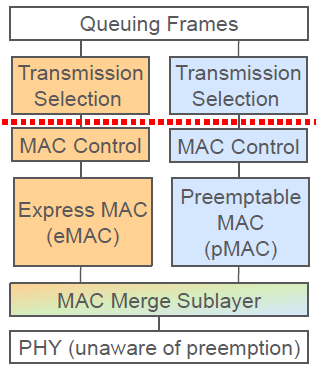 Queuing Frames
Transmission
Selection
Transmission
Selection
MAC Control
MAC Control
Express MAC
(eMAC)
Preemptable
MAC
(pMAC)
MAC Merge Sublayer
PHY (unaware of preemption)